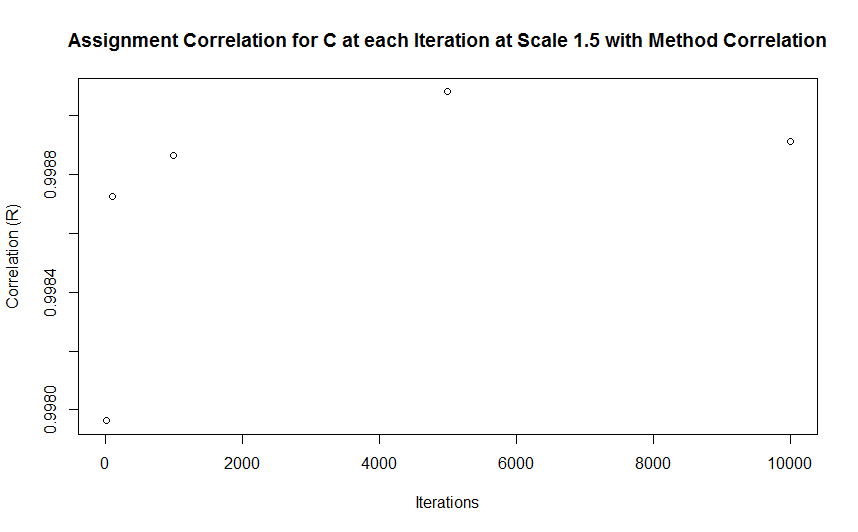 Assignment Correlation for C at each Iteration at Scale 1.5 with Method Correlation
Correlation (R)
0.9988
0.9984
0.9980
0 2000 4000 6000 8000 10000
Iterations